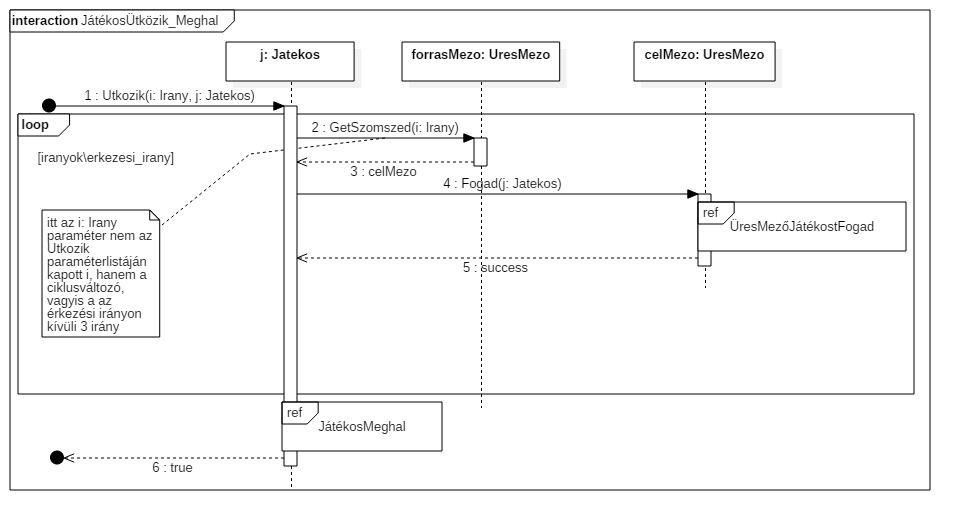 interaction JátékosÜtközik_Meghal
j: Jatekos
forrasMezo: UresMezo
celMezo: UresMezo
1 : Utkozik(i: Irany, j: Jatekos)
loop
2 : GetSzomszed(i: Irany)
[iranyok\erkezesi_irany]
3 : celMezo
4 : Fogad(j: Jatekos)
ref
ÜresMezőJátékostFogad
itt az i: Irany
paraméter nem az
Utkozik
paraméterlistáján
kapott i, hanem a
ciklusváltozó,
vagyis a az
érkezési irányon
kívüli 3 irány
5 : success
ref
JátékosMeghal
6 : true